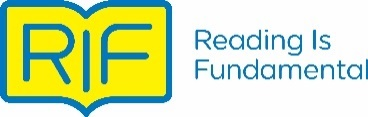 RIF
Reading Is
Fundamental